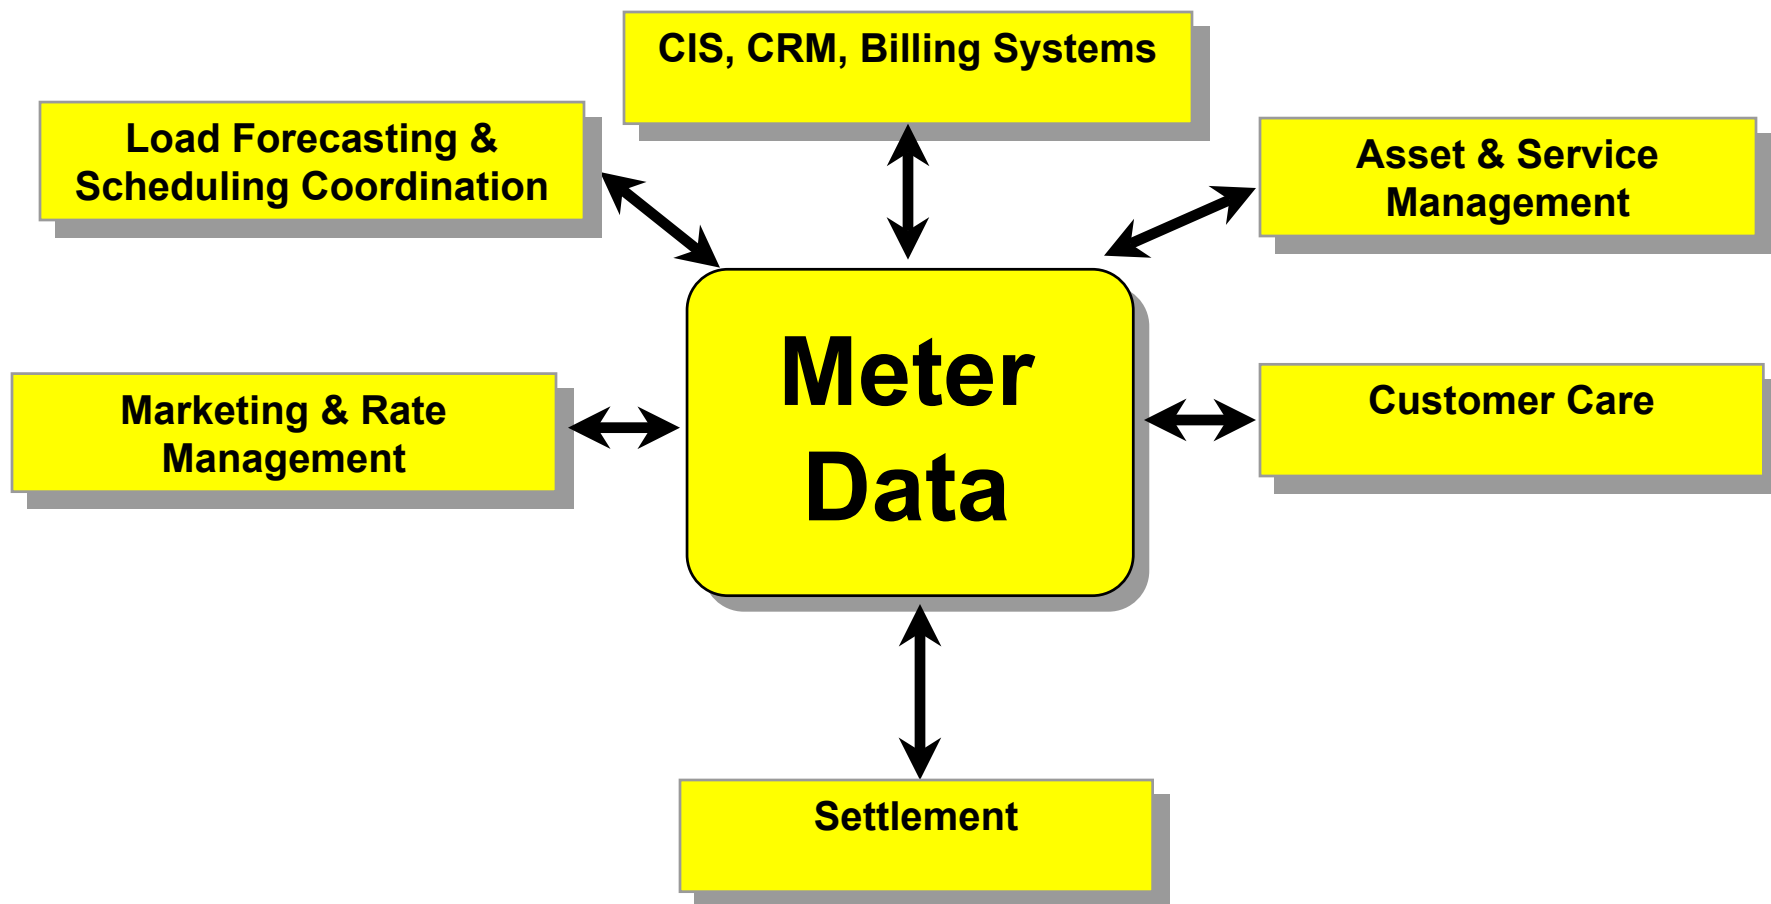 CIS, CRM, Billing Systems
Load Forecasting &
Scheduling Coordination
Asset & Service
Management
Meter
Data
Marketing & Rate
Management
Customer Care
Settlement